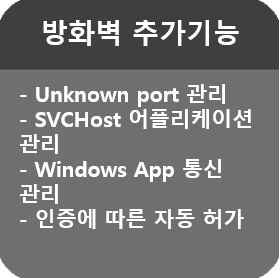 방화벽 추가기능
- Unknown port 관리
- SVCHost 어플리케이션
관리
- Windows App 통신
관리
- 인증에 따른 자동 허가